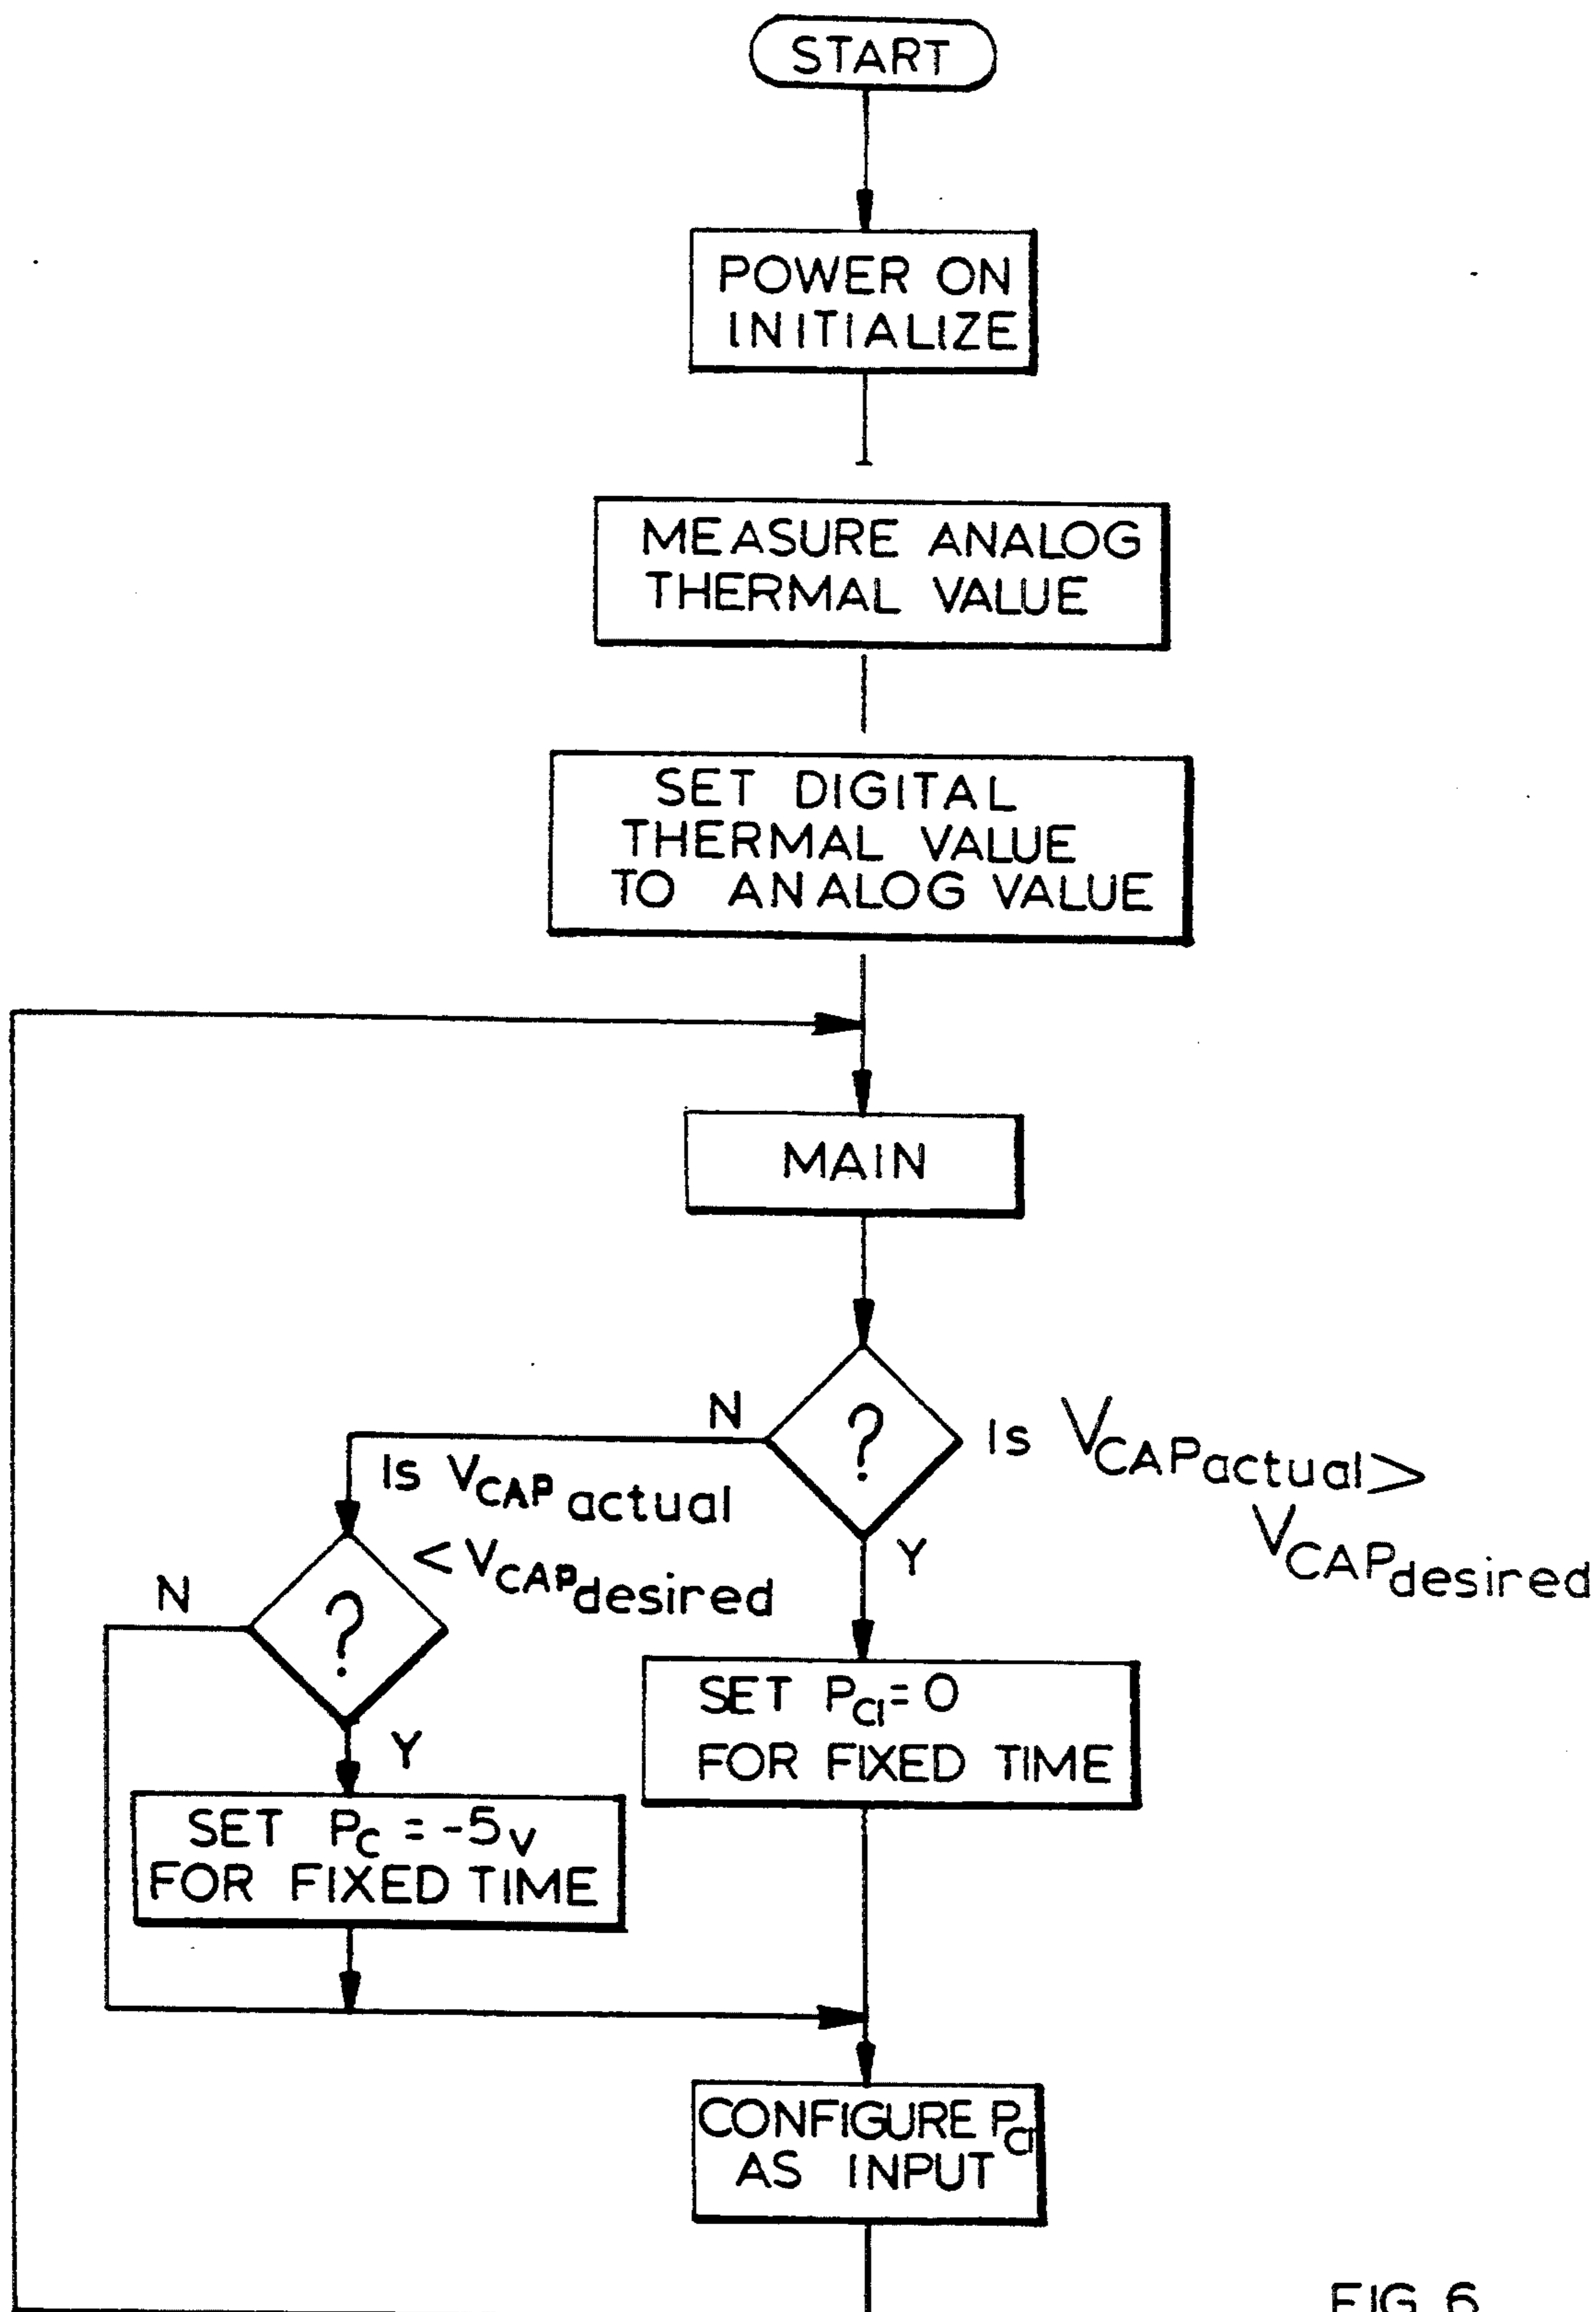 START
POWER ON
INITIALIZE
MEASURE ANALOG
THERMAL VALUE
SET DIGITAL
THERMAL VALUE
TO ANALOG VALUE
MAIN
N
?
Is VCAPactual>
VCAPdesired
Is VCAP actual
< VCAPdesired
Y
N
?
SET PC1=0
FOR FIXED TIME
Y
SET PC = -5V
FOR FIXED TIME
CONFIGURE PC1
AS INPUT
FIG. 6